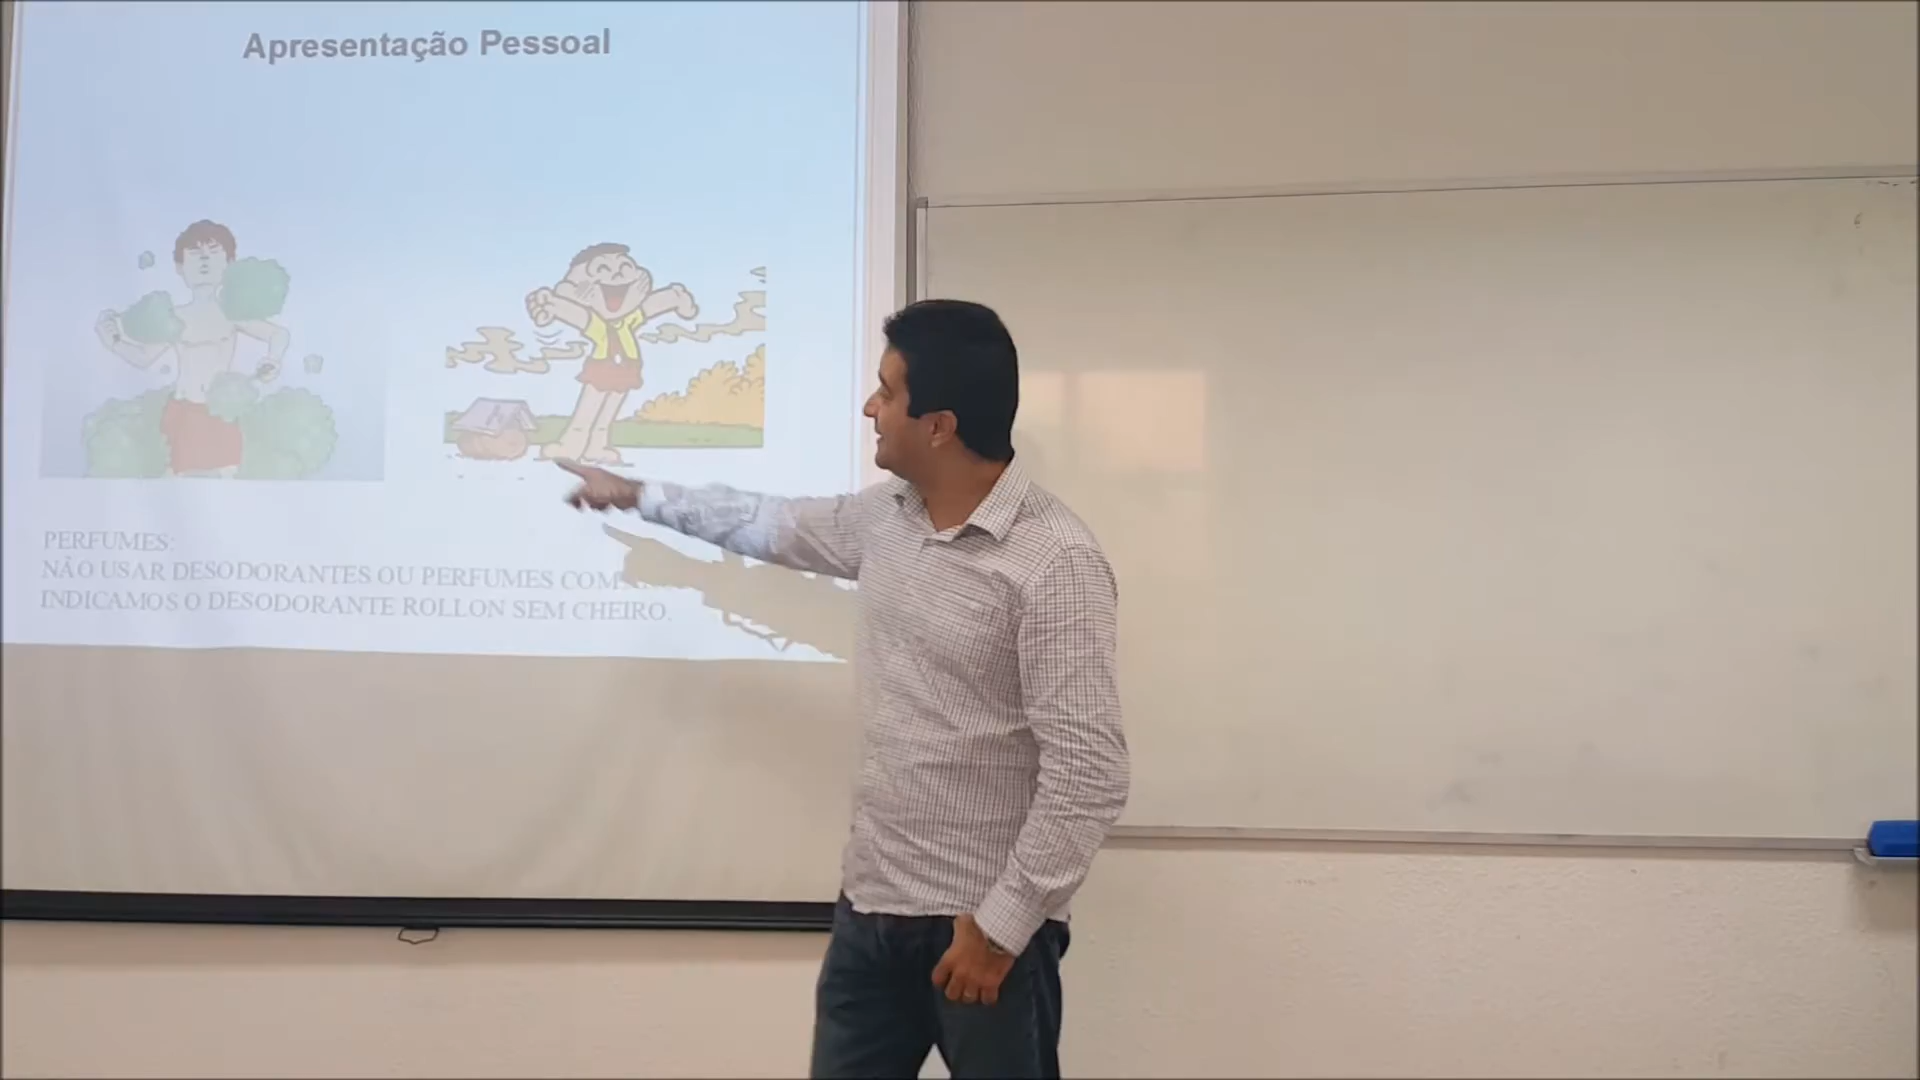 Apresentação Pessoal
PERFUMES:
NÃO USAR DESODORANTES OU PERFUMES COM
INDICAMOS O DESODORANTE ROLLON SEM CHEIRO.